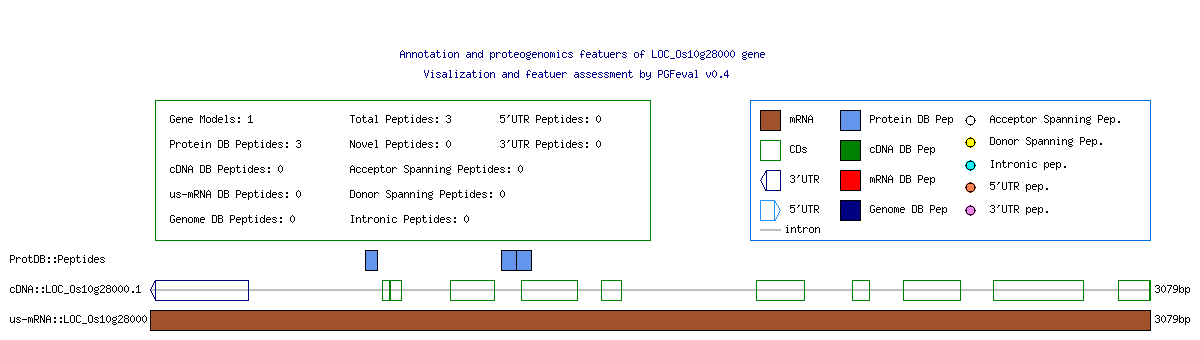 Annotation and proteogenomics featuers of LOC_Os10g28000 gene
Visalization and featuer assessment by PGFeval v0.4
Gene Models: 1 Total Peptides: 3 5'UTR Peptides: 0
Protein DB Peptides: 3 Novel Peptides: 0 3'UTR Peptides: 0
cDNA DB Peptides: 0 Acceptor Spanning Peptides: 0
us-mRNA DB Peptides: 0 Donor Spanning Peptides: 0
Genome DB Peptides: 0 Intronic Peptides: 0
mRNA Protein DB Pep Acceptor Spanning Pep.
CDs cDNA DB Pep Donor Spanning Pep.
3'UTR mRNA DB Pep Intronic pep.
5'UTR Genome DB Pep 5'UTR pep.
intron 3'UTR pep.
ProtDB::Peptides
cDNA::LOC_Os10g28000.1 3079bp
us-mRNA::LOC_Os10g28000 3079bp